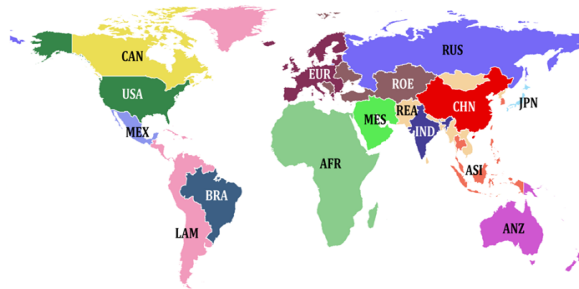 CAN
RUS
EUR
ROE
USA
CHN
JPN
MES
REA
MEX
IND
AFR
ASI
BRA
LAM
ANZ